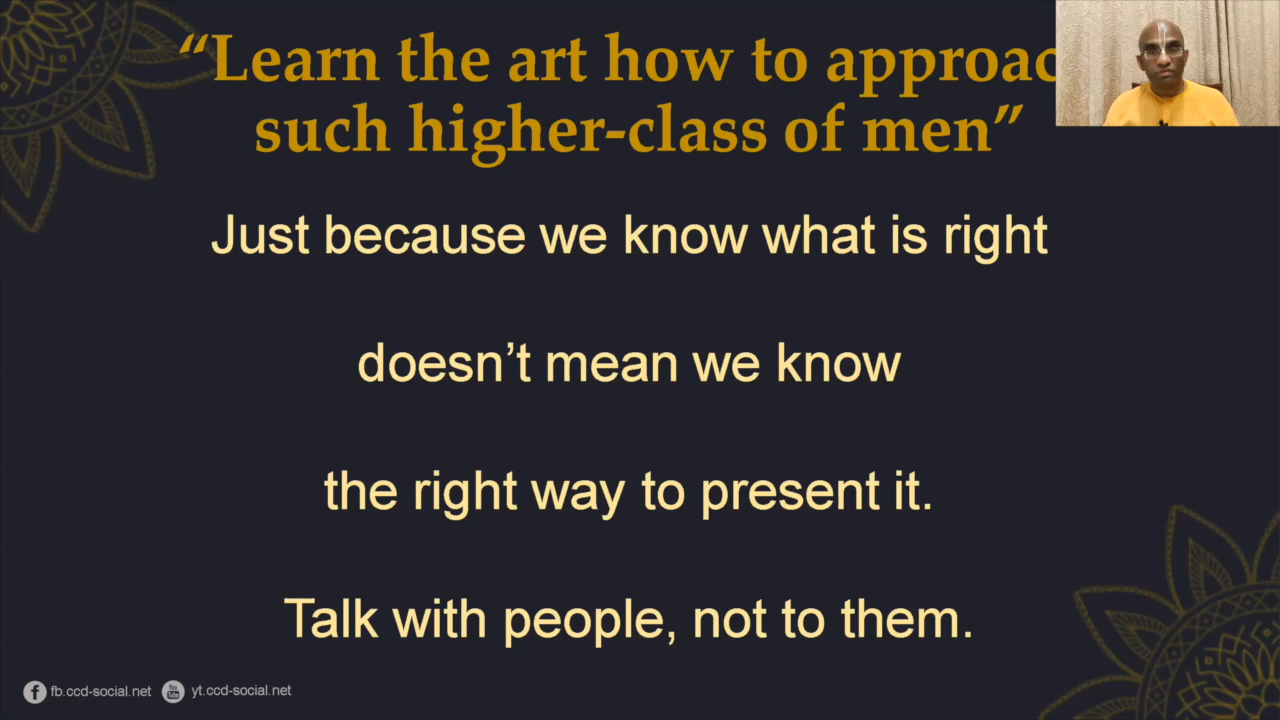 “Learn the art how to approac
such higher-class of men”
Just because we know what is right
doesn’t mean we know
the right way to present it.
Talk with people, not to them.
fb.ccd-social.net yt.ccd-social.net